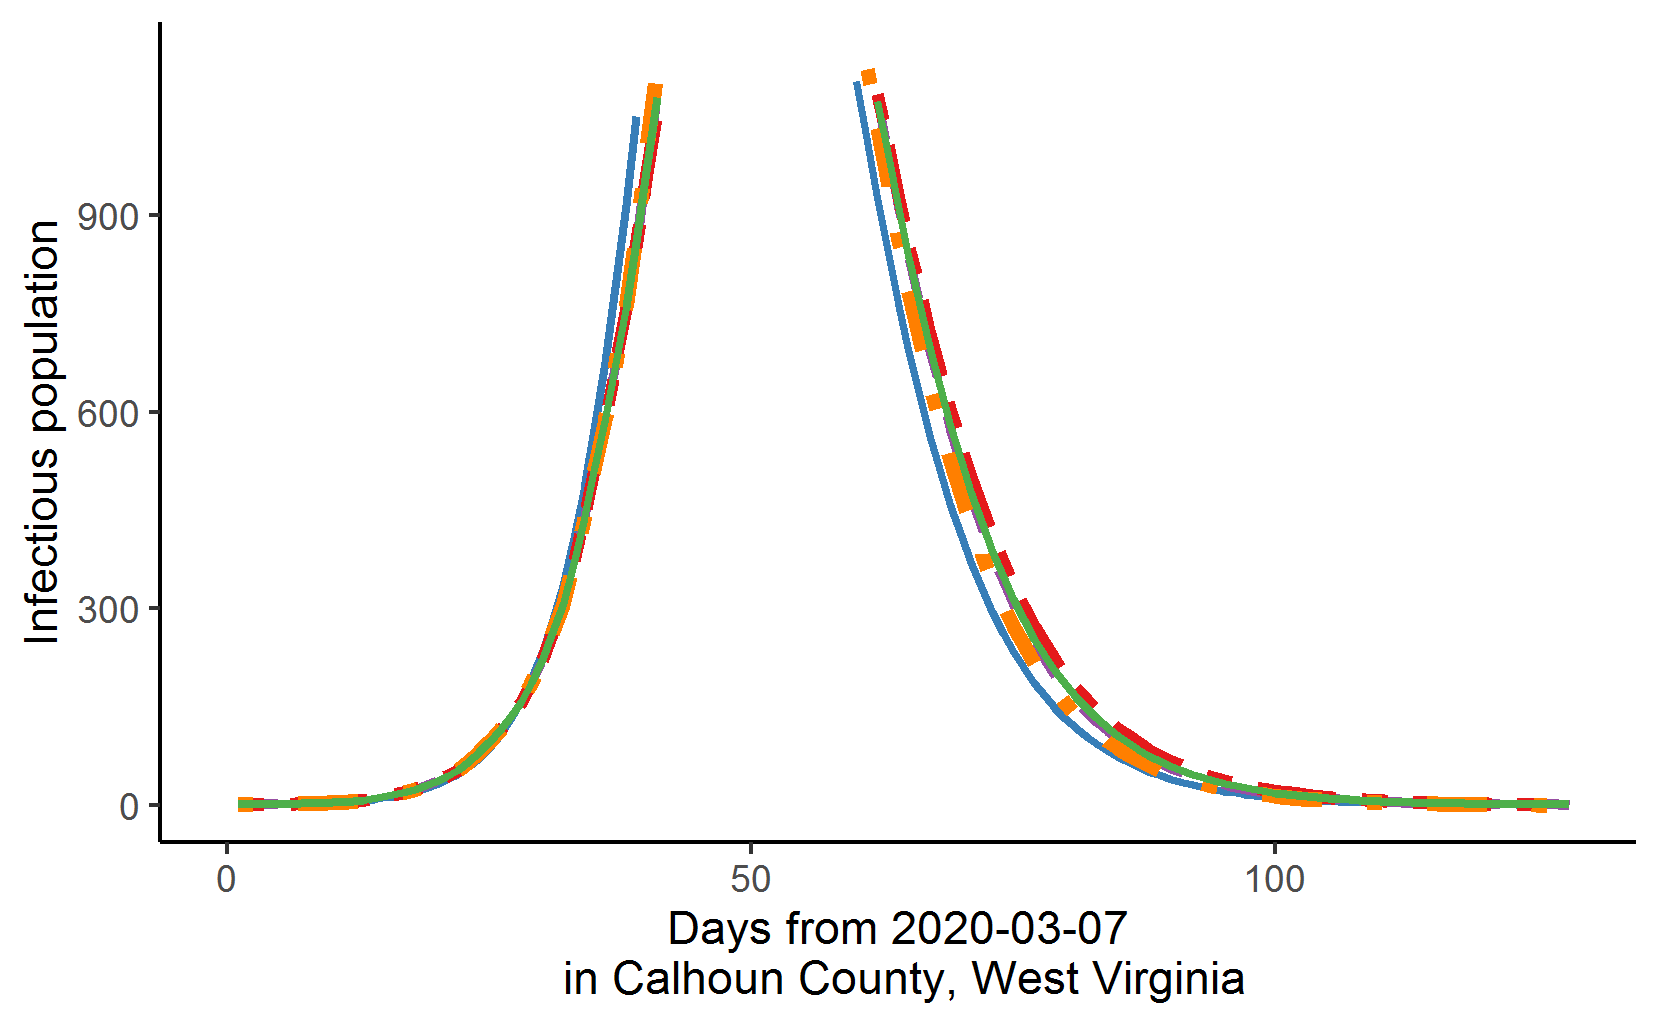 Infectious population
900
600
300
0
0 50 100
Days from 2020-03-07
in Calhoun County, West Virginia